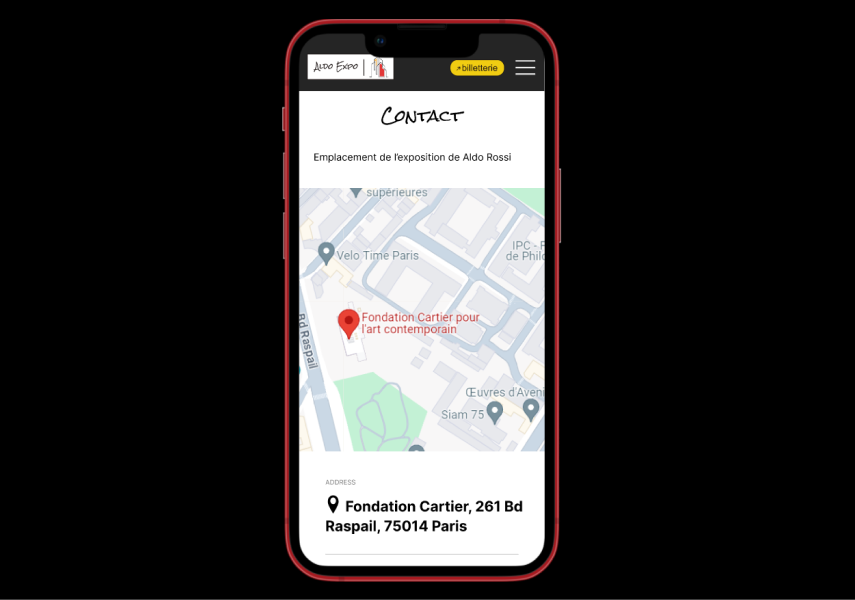 ALDO EXPO
billetterie
CONTACT
Emplacement de l'exposition de Aldo Rossi
supérieures
IPC -
de Philo
Velo Time Paris
Fondation Cartier pour
l'art contemporain
Bd Raspail
Œuvres d'Aveni
Siam 75
ADDRESS
Fondation Cartier, 261 Bd
Raspail, 75014 Paris